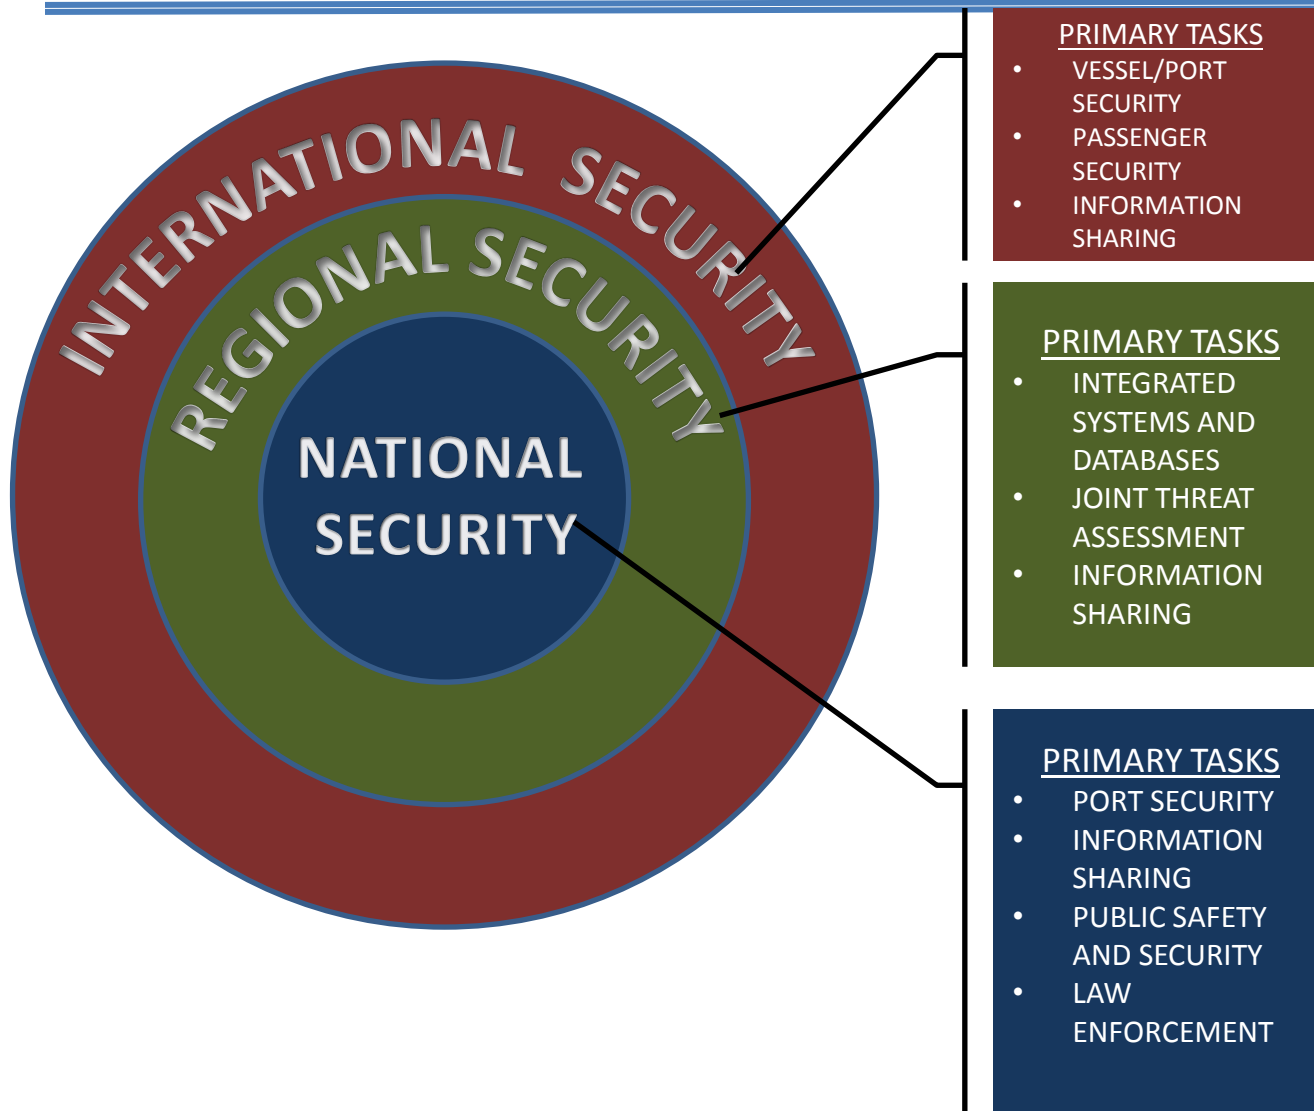 INTERNATIONAL SECURITY
REGIONAL SECURITY
NATIONAL
SECURITY
PRIMARY TASKS
• VESSEL/PORT
SECURITY
• PASSENGER
SECURITY
• INFORMATION
SHARING
PRIMARY TASKS
• INTEGRATED
SYSTEMS AND
DATABASES
• JOINT THREAT
ASSESSMENT
• INFORMATION
SHARING
PRIMARY TASKS
• PORT SECURITY
• INFORMATION
SHARING
• PUBLIC SAFETY
AND SECURITY
• LAW
ENFORCEMENT